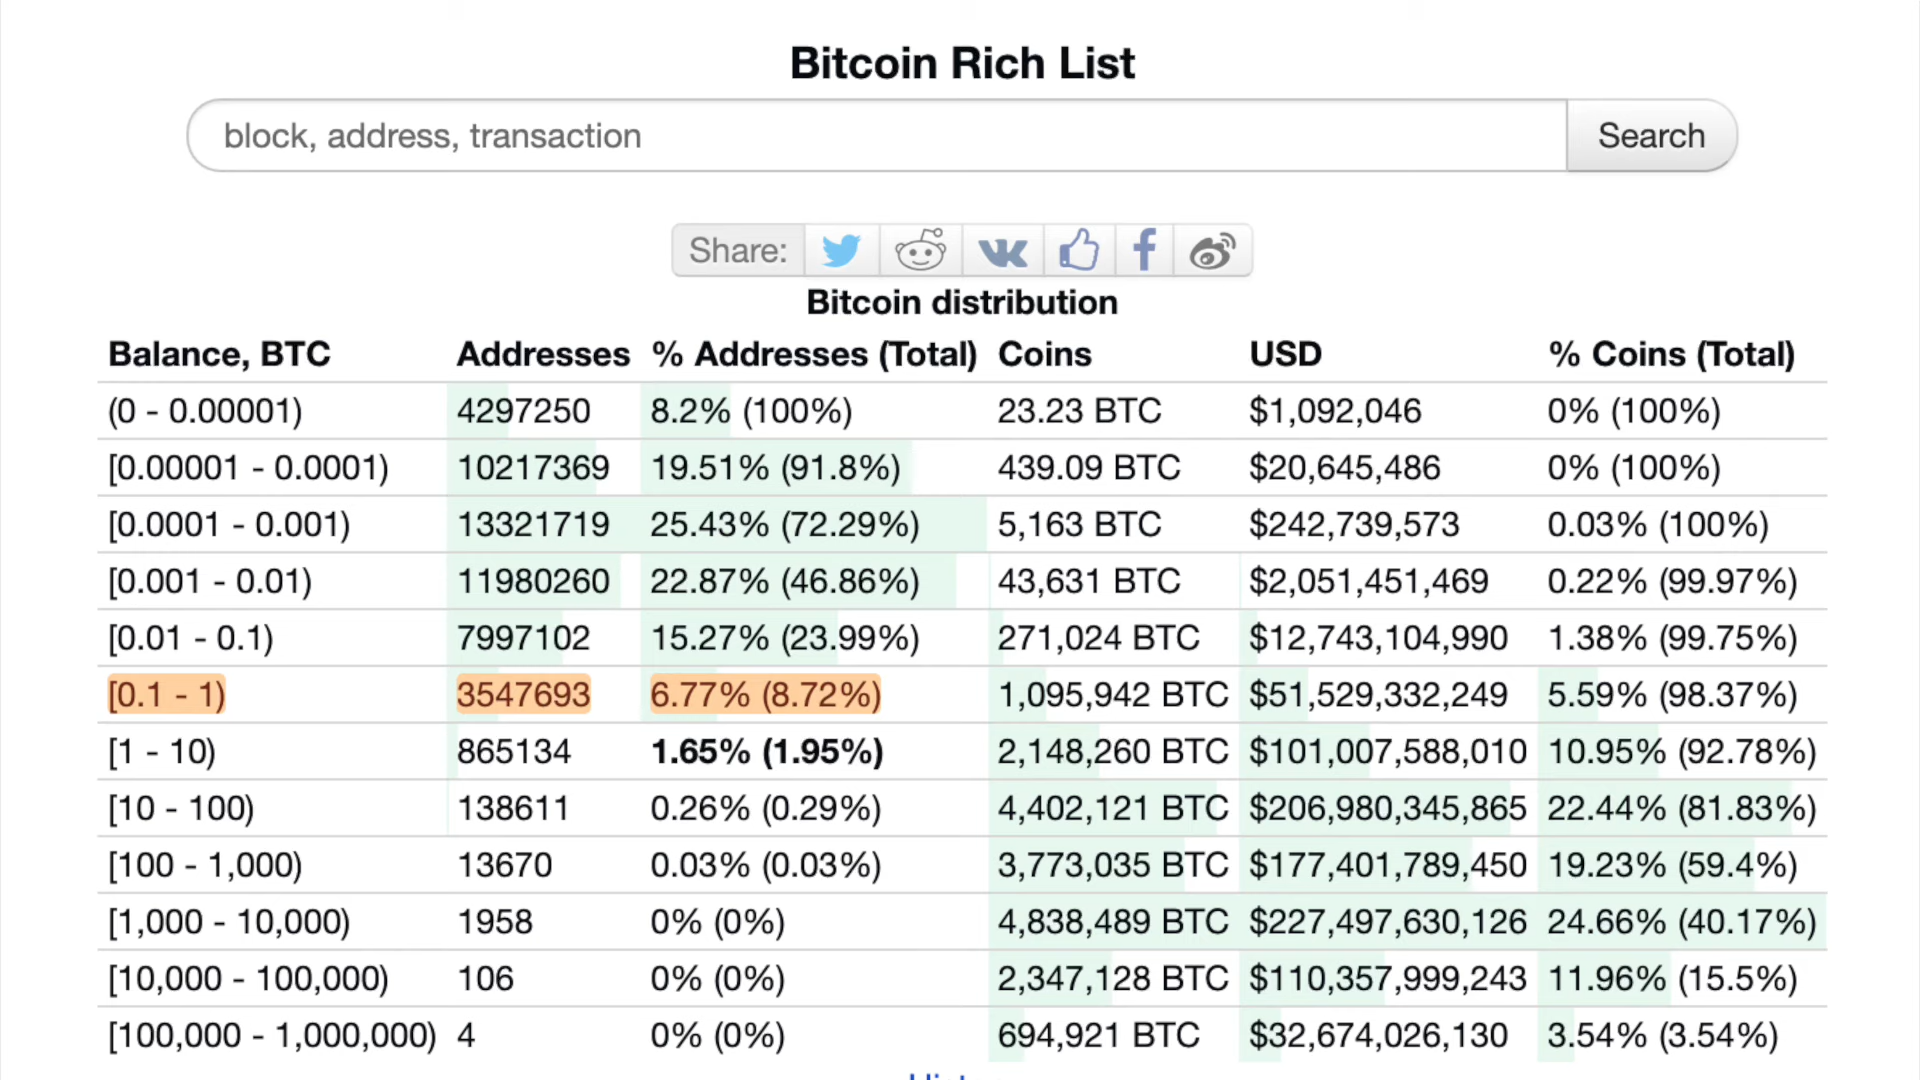 Bitcoin Rich List
block, address, transaction Search
Share:
Bitcoin distribution
Balance, BTC Addresses % Addresses (Total) Coins USD % Coins (Total)
(0 - 0.00001) 4297250 8.2% (100%) 23.23 BTC $1,092,046 0% (100%)
[0.00001 - 0.0001) 10217369 19.51% (91.8%) 439.09 BTC $20,645,486 0% (100%)
[0.0001 - 0.001) 13321719 25.43% (72.29%) 5,163 BTC $242,739,573 0.03% (100%)
[0.001 - 0.01) 11980260 22.87% (46.86%) 43,631 BTC $2,051,451,469 0.22% (99.97%)
[0.01 - 0.1) 7997102 15.27% (23.99%) 271,024 BTC $12,743,104,990 1.38% (99.75%)
[0.1 - 1) 3547693 6.77% (8.72%) 1,095,942 BTC $51,529,332,249 5.59% (98.37%)
[1 - 10) 865134 1.65% (1.95%) 2,148,260 BTC $101,007,588,010 10.95% (92.78%)
[10 - 100) 138611 0.26% (0.29%) 4,402,121 BTC $206,980,345,865 22.44% (81.83%)
[100 - 1,000) 13670 0.03% (0.03%) 3,773,035 BTC $177,401,789,450 19.23% (59.4%)
[1,000 - 10,000) 1958 0% (0%) 4,838,489 BTC $227,497,630,126 24.66% (40.17%)
[10,000 - 100,000) 106 0% (0%) 2,347,128 BTC $110,357,999,243 11.96% (15.5%)
[100,000 - 1,000,000) 4 0% (0%) 694,921 BTC $32,674,026,130 3.54% (3.54%)